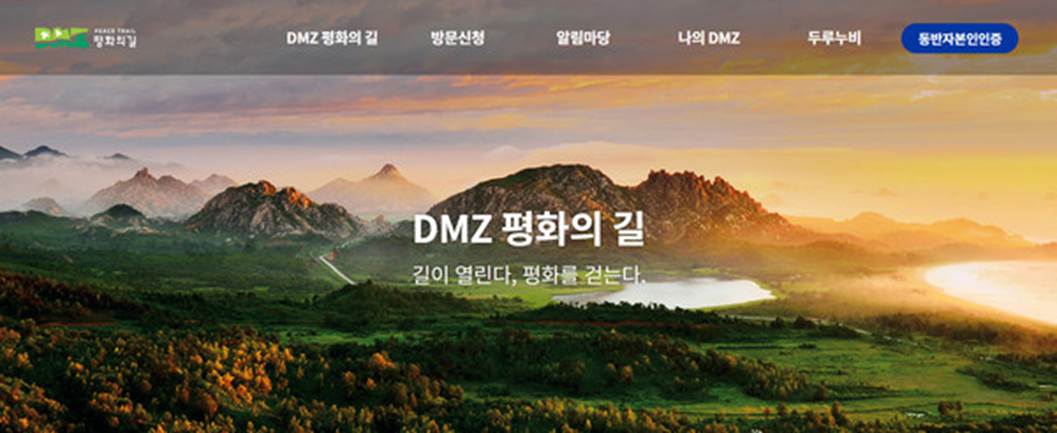 PEACE TRAIL
DMZ 평화의길
DMZ 평화의 길
방문신청
알림마당
나의 DMZ
두루누비
동반자본인인증
DMZ 평화의 길
길이 열린다, 평화를 걷는다.